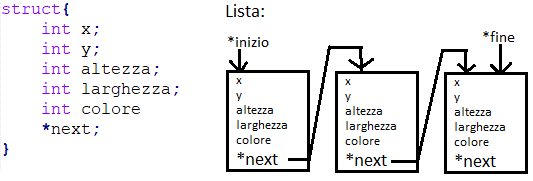 struct{
int x;
int y;
int altezza;
int larghezza;
int colore
*next;
}
Lista:
*inizio
*fine
x
y
altezza
larghezza
colore
*next
x
y
altezza
larghezza
colore
*next
x
y
altezza
larghezza
colore
*next